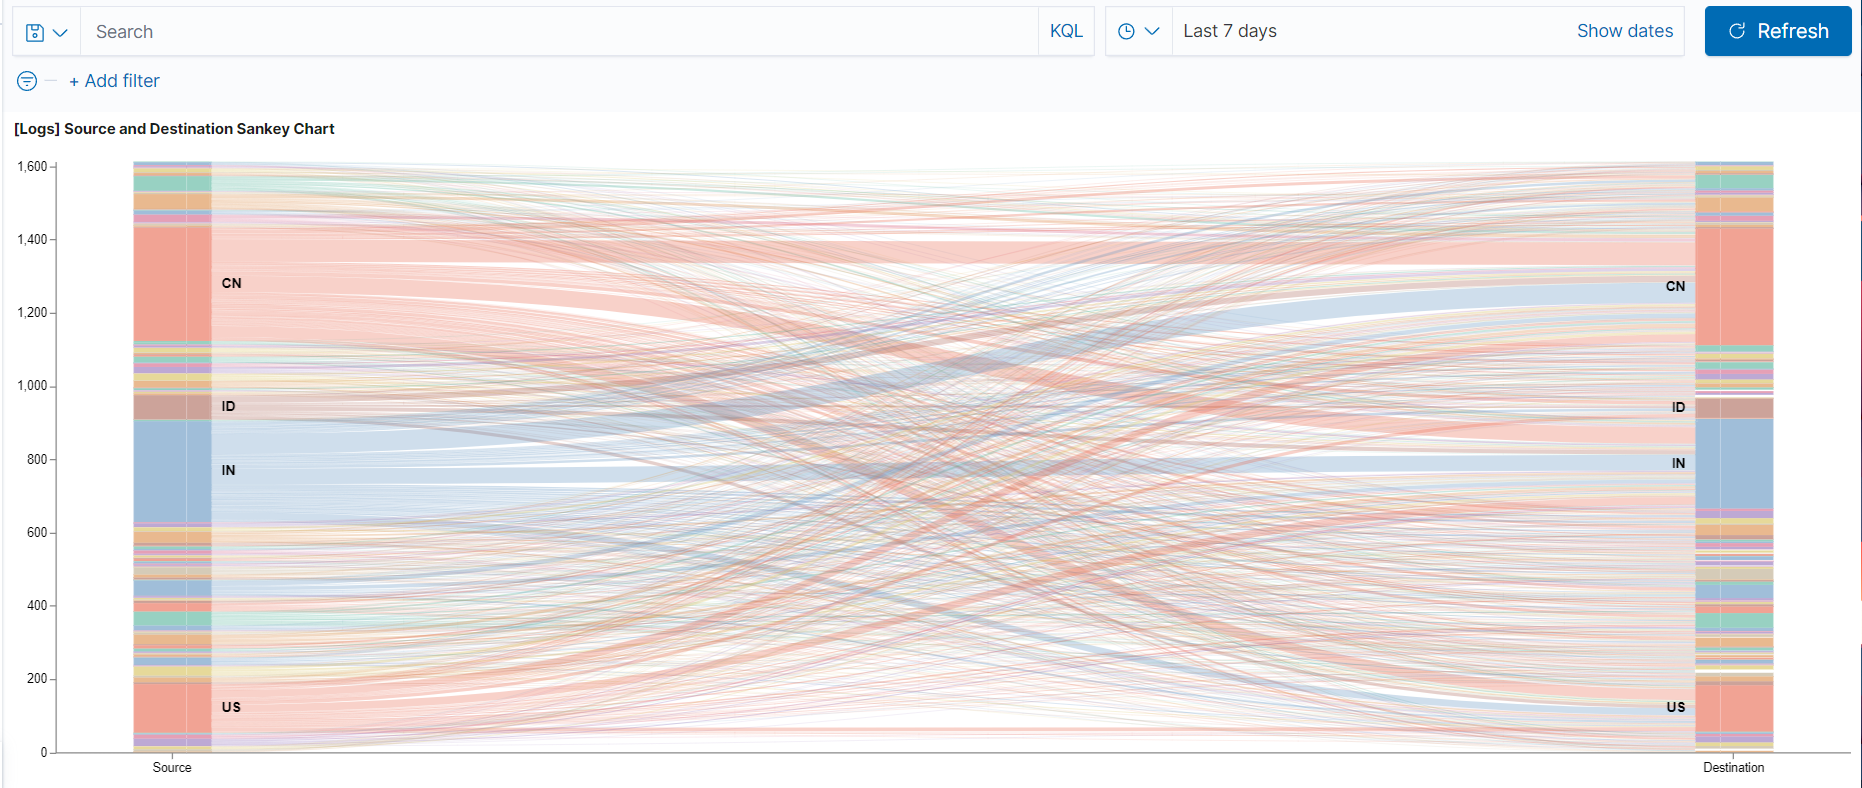 Search KQL Last 7 days Show dates Refresh
+ Add filter
[Logs] Source and Destination Sankey Chart
1,600
1,400
CN
CN
1,200
1,000
ID
ID
800
IN
IN
600
400
200
US
US
0
Source
Destination